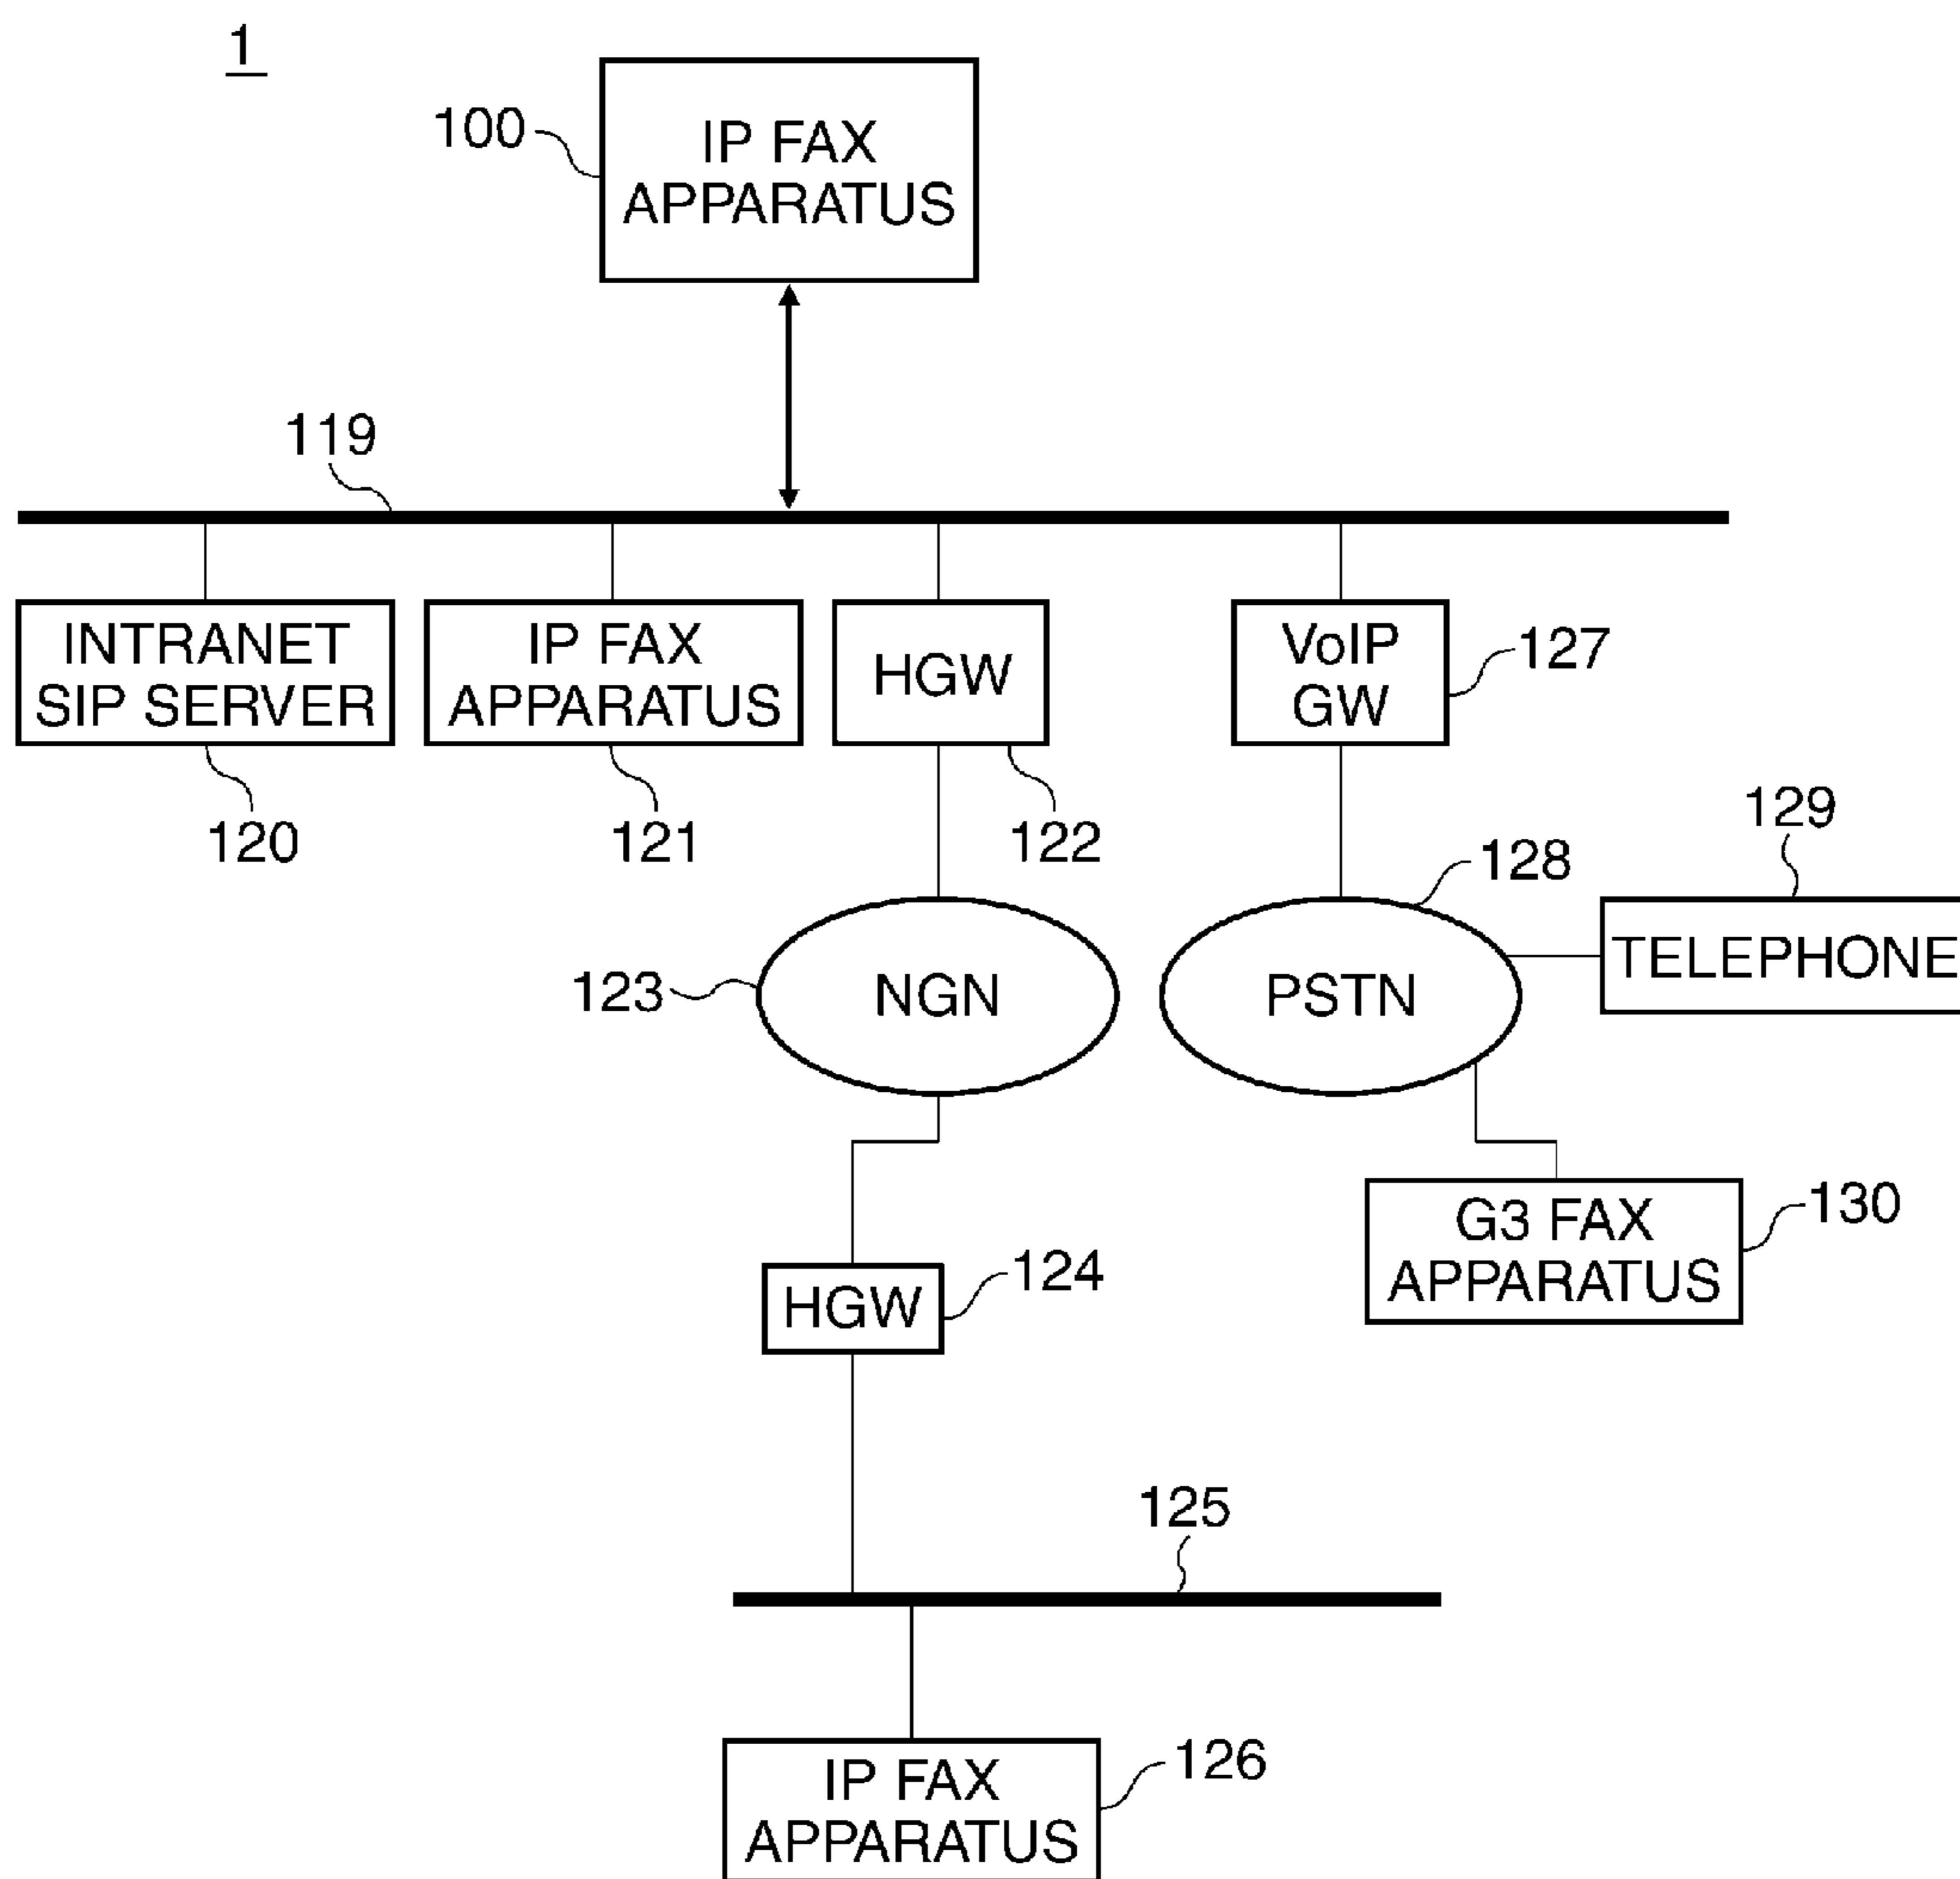 1
100
IP FAX
APPARATUS
119
INTRANET
SIP SERVER
IP FAX
APPARATUS
HGW
VoIP
GW
127
120
121
122
128
129
TELEPHONE
123
NGN
PSTN
G3 FAX
APPARATUS
130
HGW
124
125
IP FAX
APPARATUS
126